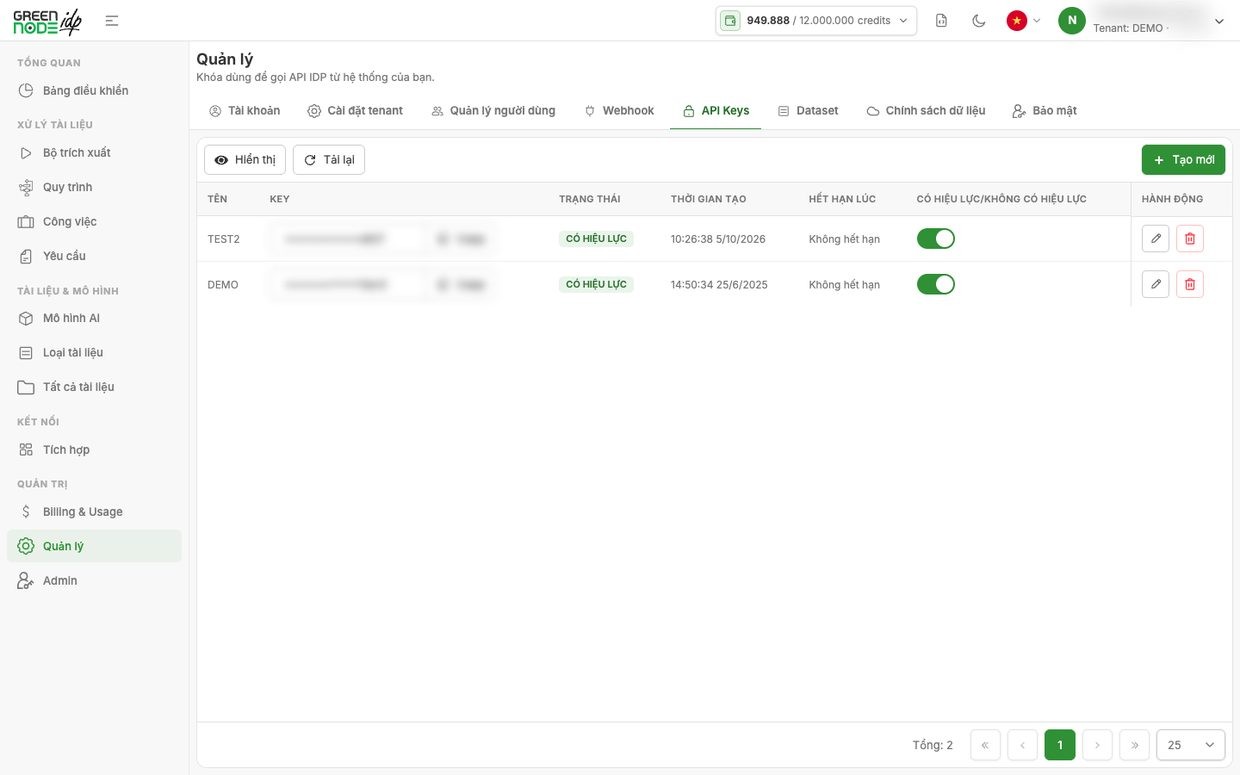 GREEN NODE idp
949.888 / 12.000.000 credits
N
Tenant: DEMO -
TỔNG QUAN
Bảng điều khiển
XỬ LÝ TÀI LIỆU
Bộ trích xuất
Quy trình
Công việc
Yêu cầu
TÀI LIỆU & MÔ HÌNH
Mô hình AI
Loại tài liệu
Tất cả tài liệu
KẾT NỐI
Tích hợp
QUẢN TRỊ
Billing & Usage
Quản lý
Admin
Quản lý
Khóa dùng để gọi API IDP từ hệ thống của bạn.
Tài khoản Cài đặt tenant Quản lý người dùng Webhook API Keys Dataset Chính sách dữ liệu Bảo mật
Hiển thị Tải lại + Tạo mới
TÊN KEY TRẠNG THÁI THỜI GIAN TẠO HẾT HẠN LÚC CÓ HIỆU LỰC/KHÔNG CÓ HIỆU LỰC HÀNH ĐỘNG
TEST2 CÓ HIỆU LỰC 10:26:38 5/10/2026 Không hết hạn
DEMO CÓ HIỆU LỰC 14:50:34 25/6/2025 Không hết hạn
Tổng: 2 « ‹ 1 › » 25